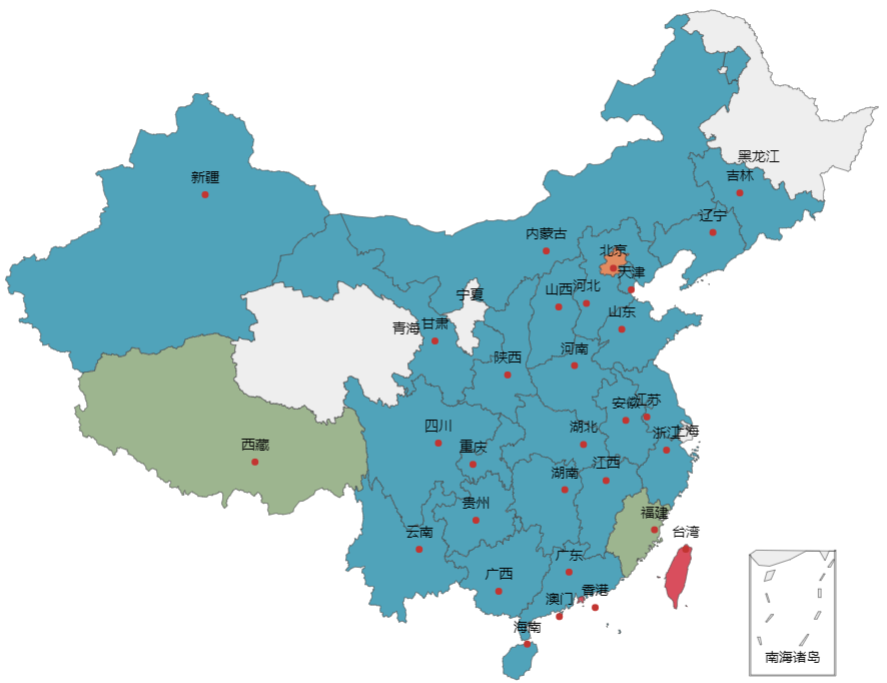 黑龙江
吉林
新疆
辽宁
内蒙古
北京
天津
宁夏
山西
河北
山东
青海
甘肃
陕西
河南
安徽
江苏
四川
湖北
浙江
上海
重庆
西藏
湖南
江西
贵州
福建
云南
台湾
广东
广西
澳门
香港
海南
南海诸岛